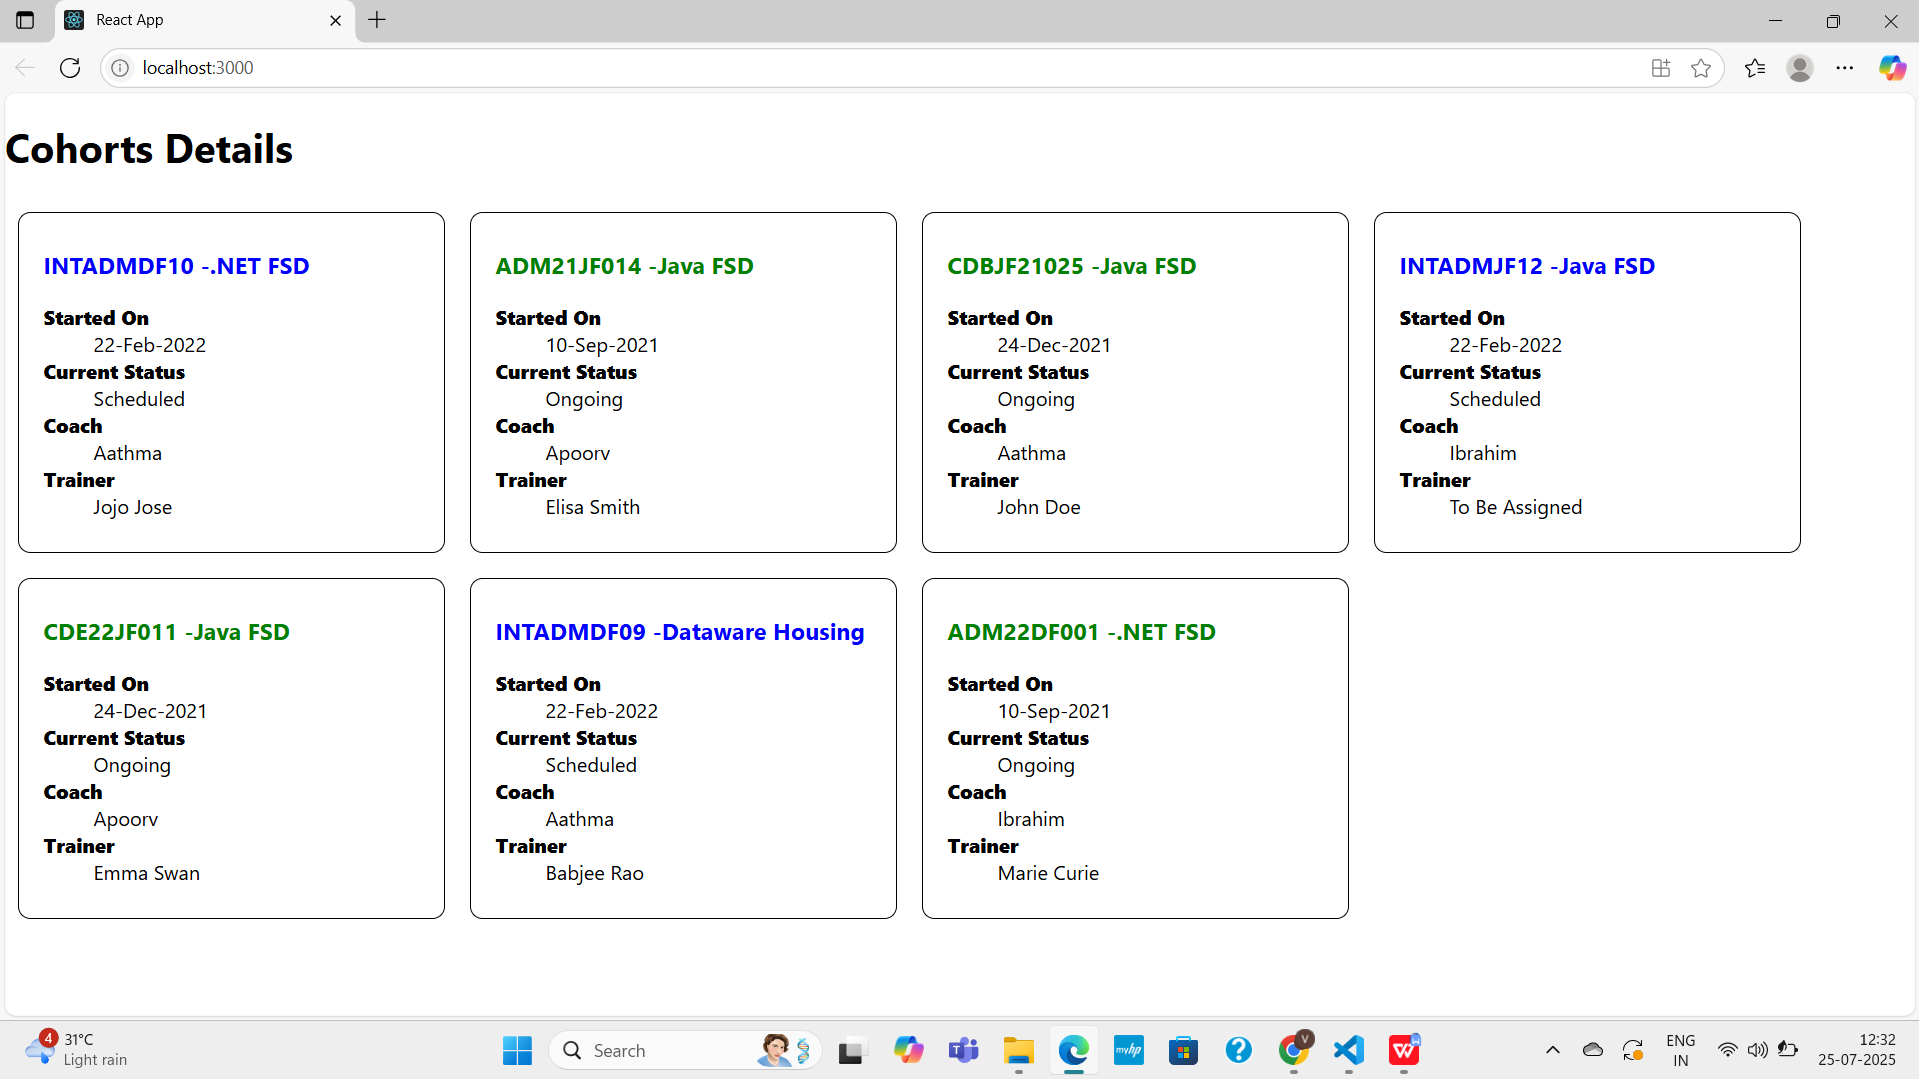 React App
localhost:3000
Cohorts Details
INTADMDF10 -.NET FSD
Started On
22-Feb-2022
Current Status
Scheduled
Coach
Aathma
Trainer
Jojo Jose
ADM21JF014 -Java FSD
Started On
10-Sep-2021
Current Status
Ongoing
Coach
Apoorv
Trainer
Elisa Smith
CDBJF21025 -Java FSD
Started On
24-Dec-2021
Current Status
Ongoing
Coach
Aathma
Trainer
John Doe
INTADMJF12 -Java FSD
Started On
22-Feb-2022
Current Status
Scheduled
Coach
Ibrahim
Trainer
To Be Assigned
CDE22JF011 -Java FSD
Started On
24-Dec-2021
Current Status
Ongoing
Coach
Apoorv
Trainer
Emma Swan
INTADMDF09 -Dataware Housing
Started On
22-Feb-2022
Current Status
Scheduled
Coach
Aathma
Trainer
Babjee Rao
ADM22DF001 -.NET FSD
Started On
10-Sep-2021
Current Status
Ongoing
Coach
Ibrahim
Trainer
Marie Curie
4
31°C
Light rain
Search
myhp
V
W
ENG
IN
12:32
25-07-2025